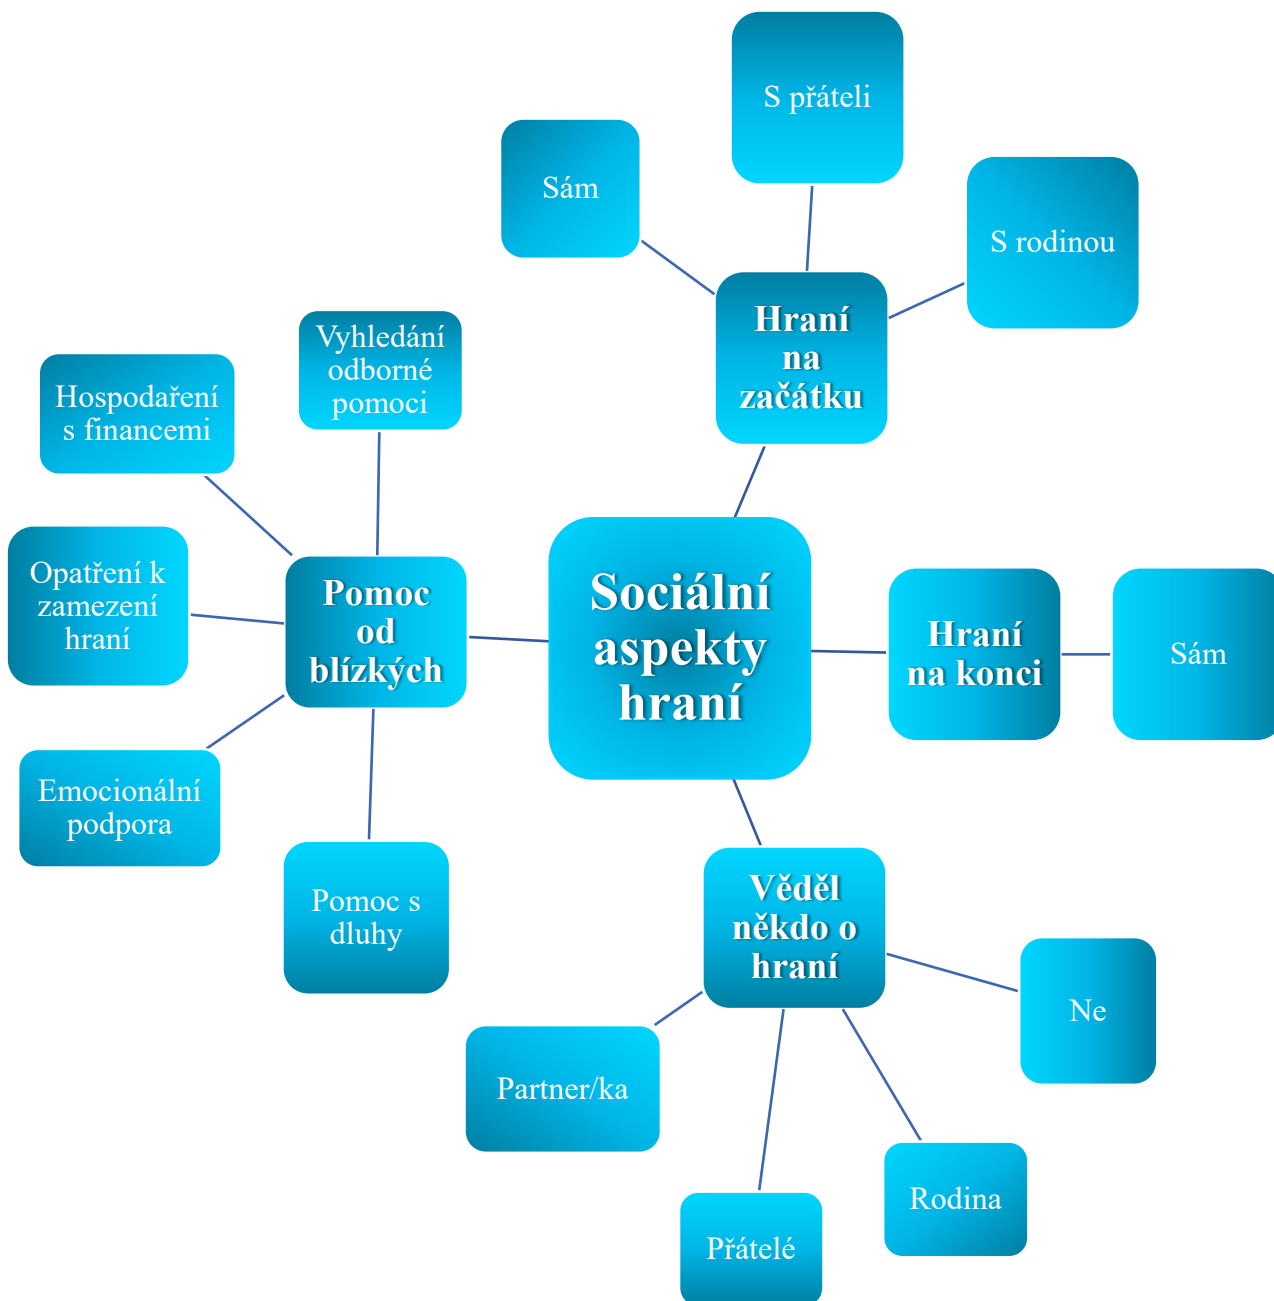 S přáteli
Sám
S rodinou
Hraní
na
začátku
Vyhledání
odborné
pomoci
Hospodaření
s financemi
Opatření k
zamezení
hraní
Pomoc
od
blízkých
Sociální
aspekty
hraní
Hraní
na konci
Sám
Emocionální
podpora
Pomoc s
dluhy
Věděl
někdo o
hraní
Ne
Partner/ka
Rodina
Přátelé